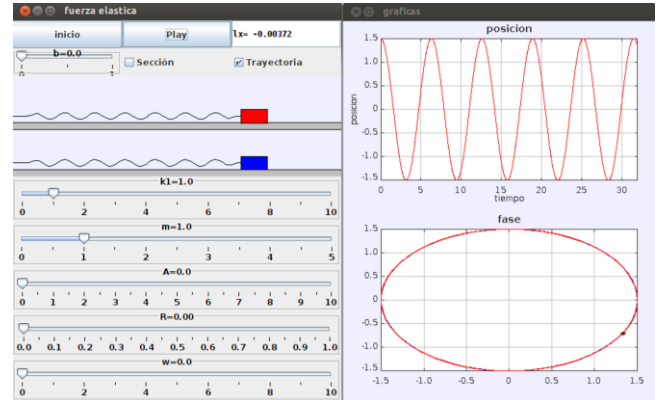 fuerza elastica
inicio
Play
lx= -0.00372
b=0.0
0 1
Sección
Trayectoria
k1=1.0
0 2 4 6 8 10
m=1.0
0 1 2 3 4 5
A=0.0
0 1 2 3 4 5 6 7 8 9 10
R=0.00
0.0 0.1 0.2 0.3 0.4 0.5 0.6 0.7 0.8 0.9 1.0
w=0.0
0 2 4 6 8 10
graficas
posicion
1.5
1.0
0.5
0
-0.5
-1.0
-1.5
posicion
0 5 10 15 20 25 30
tiempo
fase
1.5
1.0
0.5
0
-0.5
-1.0
-1.5
-1.5 -1.0 -0.5 0 0.5 1.0 1.5